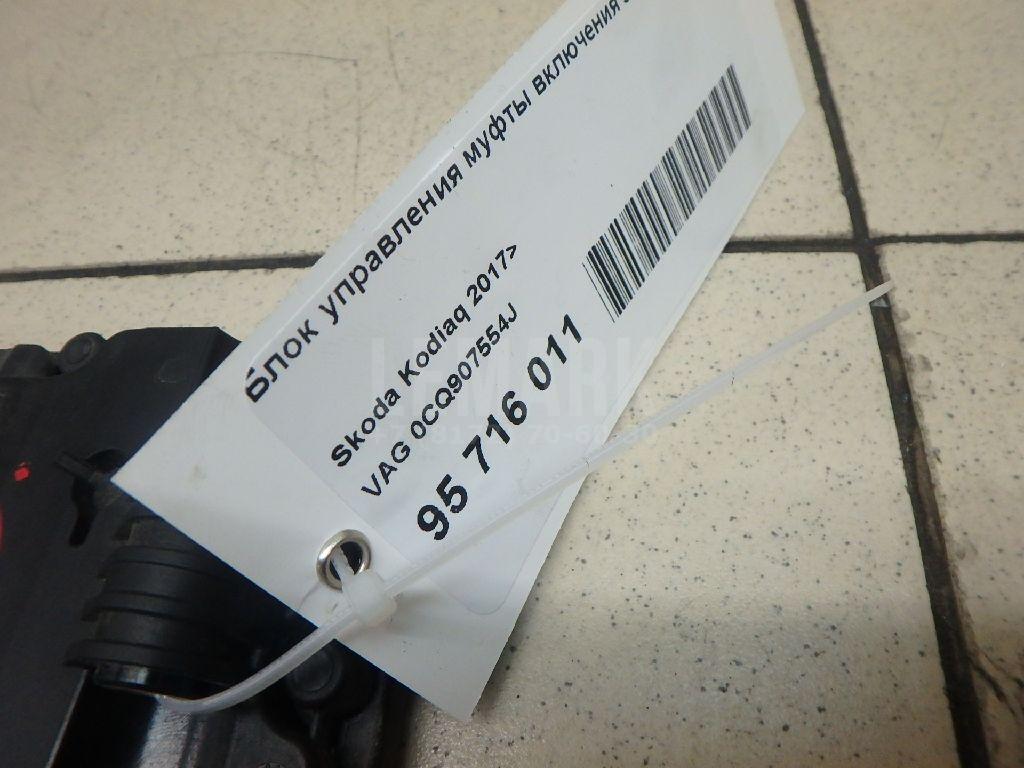 Блок управления муфты включения
Skoda Kodiaq 2017>
VAG 0CQ907554J
95 716 011